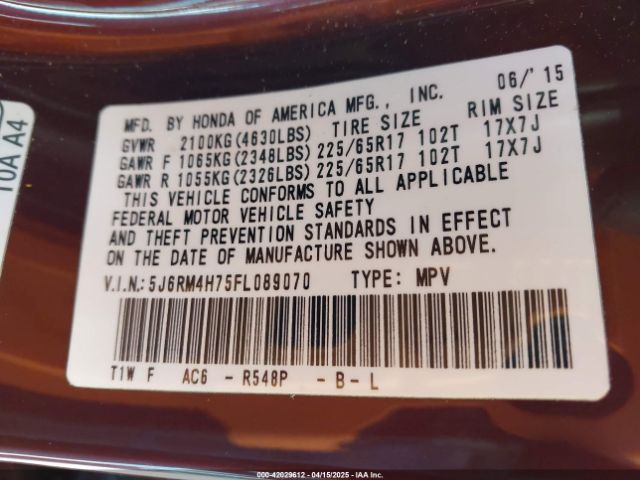 10A A4
06/'15
MFD. BY HONDA OF AMERICA MFG., INC.
GVWR 2100KG(4630LBS) TIRE SIZE RIM SIZE
GAWR F 1065KG(2348LBS) 225/65R17 102T 17X7J
GAWR R 1055KG(2326LBS) 225/65R17 102T 17X7J
THIS VEHICLE CONFORMS TO ALL APPLICABLE
FEDERAL MOTOR VEHICLE SAFETY
AND THEFT PREVENTION STANDARDS IN EFFECT
ON THE DATE OF MANUFACTURE SHOWN ABOVE.
V.I.N.: 5J6RM4H75FL089070 TYPE: MPV
T1W F AC6 - R548P - B - L
000-42029612 04/15/2025 IAA Inc.